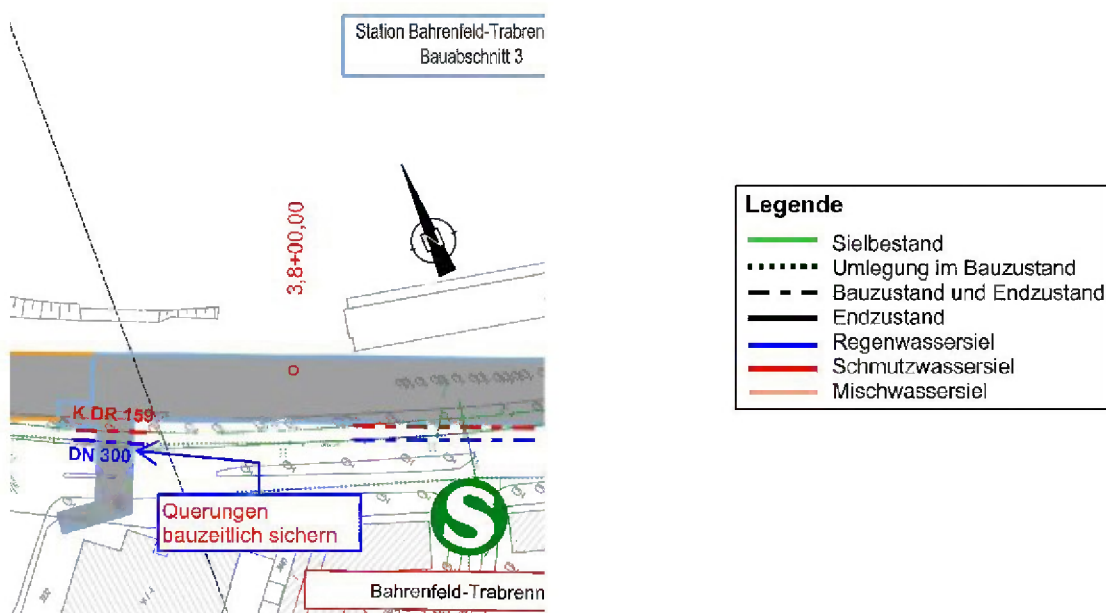 Station Bahrenfeld-Trabrenn
Bauabschnitt 3
3,8+00,00
N
K DR 159
DN 300
Querungen
bauzeitlich sichern
S
Bahrenfeld-Trabrenn
Legende
Sielbestand
Umlegung im Bauzustand
Bauzustand und Endzustand
Endzustand
Regenwassersiel
Schmutzwassersiel
Mischwassersiel